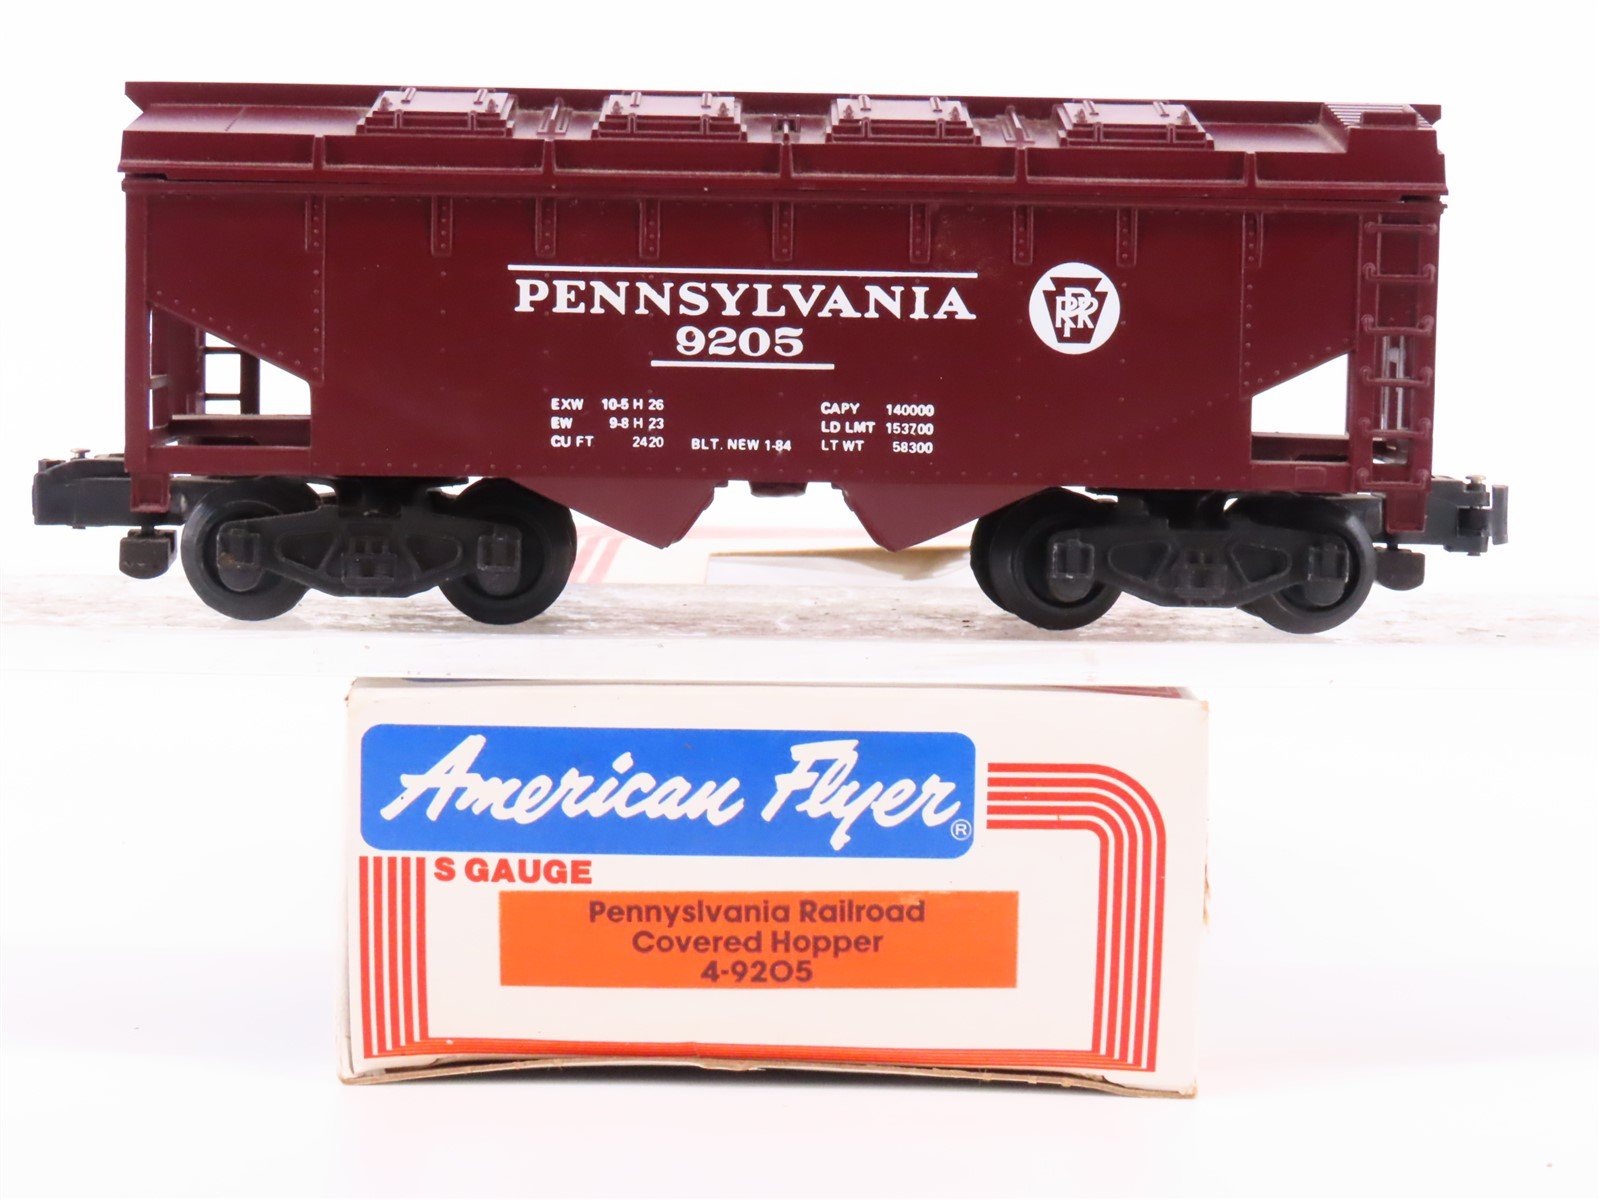 PENNSYLVANIA
9205
PRR
EXW 10-5 H 26
EW 9-8 H 23
CU FT 2420
BLT. NEW 1-84
CAPY 140000
LD LMT 153700
LT WT 58300
American Flyer®
S GAUGE
Pennyslvania Railroad
Covered Hopper
4-9205